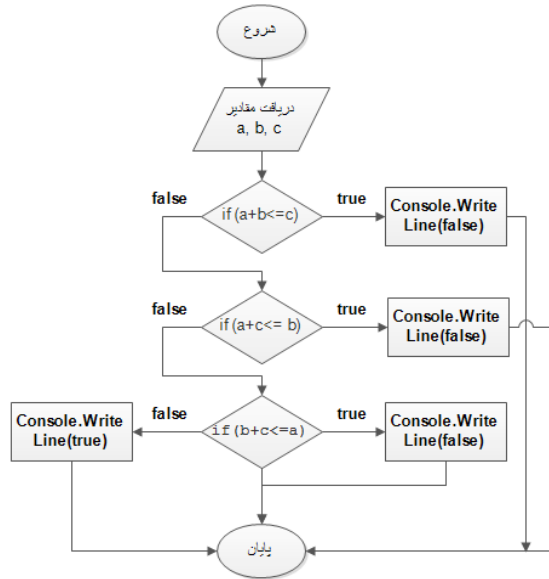 شروع
دریافت مقادیر
a, b, c
false
true
if (a+b<=c)
Console.Write
Line(false)
false
true
if (a+c<= b)
Console.Write
Line(false)
false
true
Console.Write
Line(true)
if (b+c<=a)
Console.Write
Line(false)
پایان